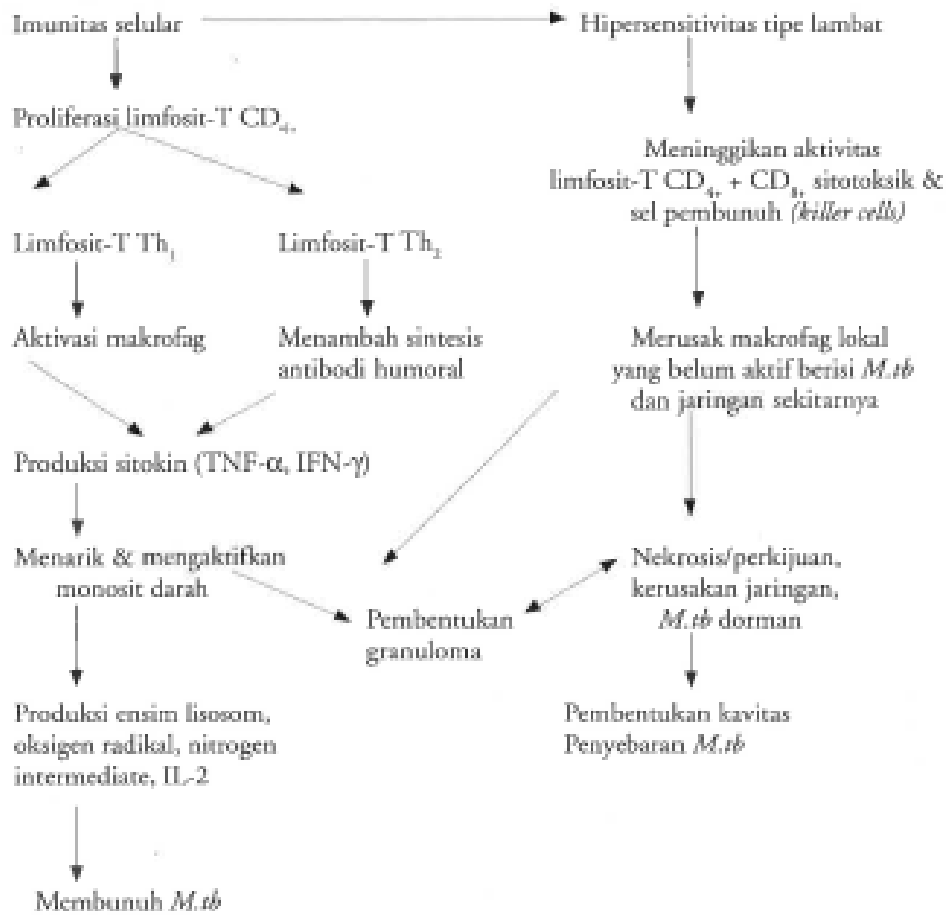 Imunitas selular
Hipersensitivitas tipe lambat
Proliferasi limfosit-T CD₄₊
Meninggikan aktivitas
limfosit-T CD₄₊ + CD₈₊ sitotoksik &
sel pembunuh (killer cells)
Limfosit-T Th₁
Limfosit-T Th₂
Aktivasi makrofag
Menambah sintesis
antibodi humoral
Merusak makrofag lokal
yang belum aktif berisi M.tb
dan jaringan sekitarnya
Produksi sitokin (TNF-α, IFN-γ)
Menarik & mengaktifkan
monosit darah
Pembentukan
granuloma
Nekrosis/perkijuan,
kerusakan jaringan,
M.tb dorman
Produksi ensim lisosom,
oksigen radikal, nitrogen
intermediate, IL-2
Pembentukan kavitas
Penyebaran M.tb
Membunuh M.tb